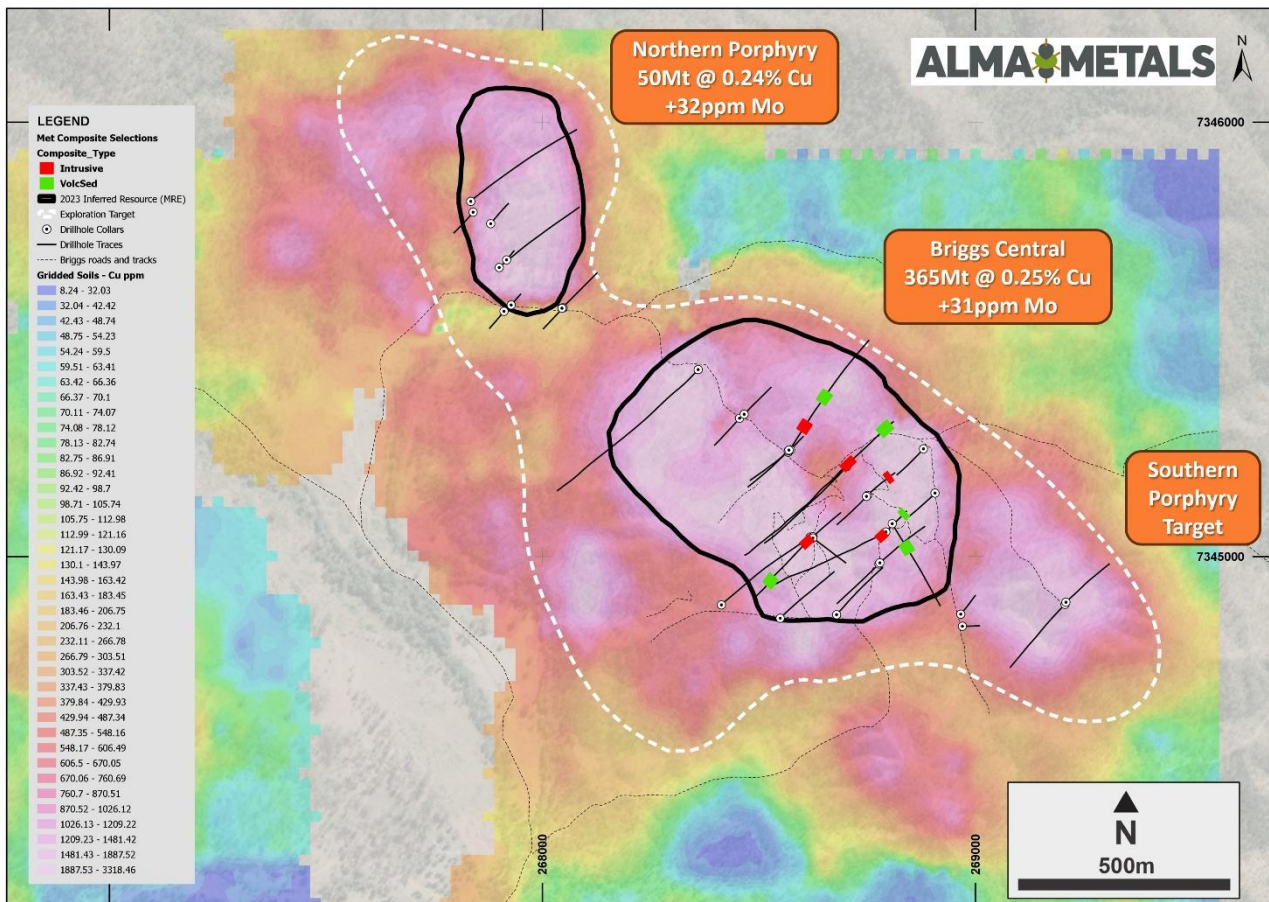 Northern Porphyry
50Mt @ 0.24% Cu
+32ppm Mo
ALMA METALS
N
7346000
LEGEND
Met Composite Selections
Composite_Type
Intrusive
VolcSed
2023 Inferred Resource (MRE)
Exploration Target
Drillhole Collars
Drillhole Traces
Briggs roads and tracks
Gridded Soils - Cu ppm
8.24 - 32.03
32.04 - 42.42
42.43 - 48.74
48.75 - 54.23
54.24 - 59.5
59.51 - 63.41
63.42 - 66.36
66.37 - 70.1
70.11 - 74.07
74.08 - 78.12
78.13 - 82.74
82.75 - 86.91
86.92 - 92.41
92.42 - 98.7
98.71 - 105.74
105.75 - 112.98
112.99 - 121.16
121.17 - 130.09
130.1 - 143.97
143.98 - 163.42
163.43 - 183.45
183.46 - 206.75
206.76 - 232.1
232.11 - 266.78
266.79 - 303.51
303.52 - 337.42
337.43 - 379.83
379.84 - 429.93
429.94 - 487.34
487.35 - 548.16
548.17 - 606.49
606.5 - 670.05
670.06 - 760.69
760.7 - 870.51
870.52 - 1026.12
1026.13 - 1209.22
1209.23 - 1481.42
1481.43 - 1887.52
1887.53 - 3318.46
Briggs Central
365Mt @ 0.25% Cu
+31ppm Mo
Southern
Porphyry
Target
7345000
268000
269000
N
500m